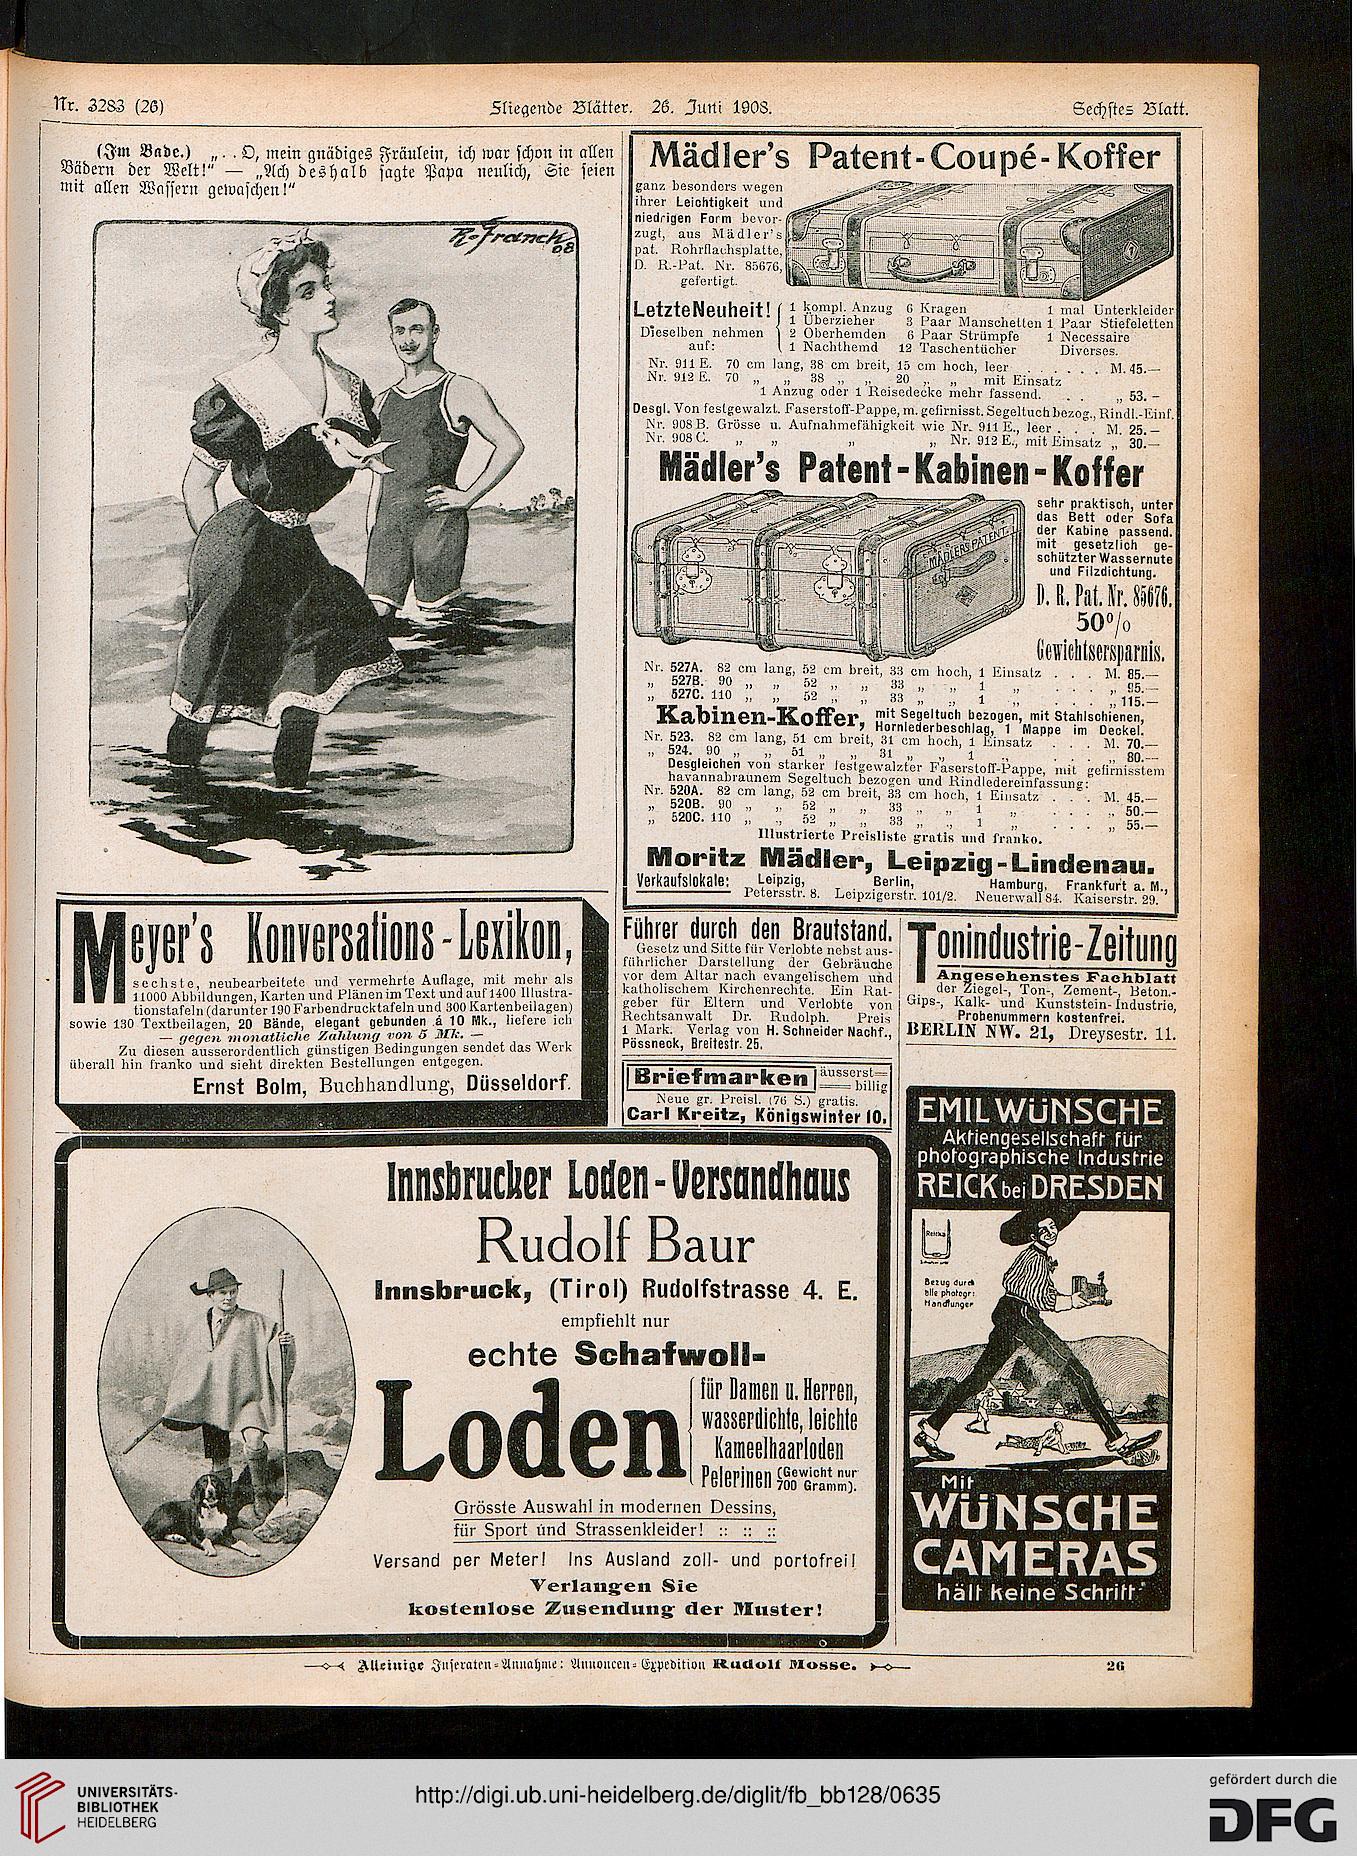 Nr. 3283 (26)
Fliegende Blätter. 26. Juni 1908.
Sechstes Blatt.
(Im Bade.) „. . O, mein gnädiges Fräulein, ich war schon in allen
Bädern der Welt!“ — „Ach deshalb sagte Papa neulich, Sie seien
mit allen Wassern gewaschen!“
R. Franck
08
Mädler's Patent-Coupé-Koffer
ganz besonders wegen
ihrer Leichtigkeit und
niedrigen Form bevor-
zugt, aus Mädler's
pat. Rohrflachsplatte,
D. R.-Pat. Nr. 85676,
gefertigt.
Letzte Neuheit! 1 kompl. Anzug 6 Kragen 1 mal Unterkleider
1 Überzieher 3 Paar Manschetten 1 Paar Stiefeletten
Dieselben nehmen 2 Oberhemden 6 Paar Strümpfe 1 Necessaire
auf: 1 Nachthemd 12 Taschentücher Diverses.
Nr. 911 E. 70 cm lang, 38 cm breit, 15 cm hoch, leer . . . . . . M. 45.—
Nr. 912 E. 70 „ „ 38 „ „ 20 „ „ mit Einsatz
1 Anzug oder 1 Reisedecke mehr fassend. . . „ 53. –
Desgl. Von festgewalzt. Faserstoff-Pappe, m. gefirnisst. Segeltuch bezog., Rindl.-Einf.
Nr. 908 B. Grösse u. Aufnahmefähigkeit wie Nr. 911 E., leer . . . M. 25. –
Nr. 908 C. „ „ „ „ Nr. 912 E., mit Einsatz „ 30.—
Mädler's Patent-Kabinen-Koffer
MÄDLERS PATENT
sehr praktisch, unter
das Bett oder Sofa
der Kabine passend.
mit gesetzlich ge-
schützter Wassernute
und Filzdichtung.
D. R. Pat. Nr. 85676.
50%
Gewichtsersparnis.
Nr. 527A. 82 cm lang, 52 cm breit, 33 cm hoch, 1 Einsatz . . . M. 85.—
„ 527B. 90 „ „ 52 „ „ 33 „ „ 1 „ . . . „ 95.—
„ 527C. 110 „ „ 52 „ „ 33 „ „ 1 „ . . . „ 115.—
Kabinen-Koffer, mit Segeltuch bezogen, mit Stahlschienen,
Hornlederbeschlag, 1 Mappe im Deckel.
Nr. 523. 82 cm lang, 51 cm breit, 31 cm hoch, 1 Einsatz . . . M. 70.—
„ 524. 90 „ „ 51 „ „ 31 „ „ 1 „ . . . „ 80.—
Desgleichen von starker festgewalzter Faserstoff-Pappe, mit gefirnisstem
havannabraunem Segeltuch bezogen und Rindledereinfassung:
Nr. 520A. 82 cm lang, 52 cm breit, 33 cm hoch, 1 Einsatz . . . M. 45.—
„ 520B. 90 „ „ 52 „ „ 33 „ „ 1 „ . . . „ 50.—
„ 520C. 110 „ „ 52 „ „ 33 „ „ 1 „ . . . „ 55.—
Illustrierte Preisliste gratis und franko.
Moritz Mädler, Leipzig-Lindenau.
Verkaufslokale: Leipzig, Berlin, Hamburg, Frankfurt a. M.,
Petersstr. 8. Leipzigerstr. 101/2. Neuerwall 84. Kaiserstr. 29.
Meyer's Konversations-Lexikon,
sechste, neubearbeitete und vermehrte Auflage, mit mehr als
11000 Abbildungen, Karten und Plänen im Text und auf 1400 Illustra-
tionstafeln (darunter 190 Farbendrucktafeln und 300 Kartenbeilagen)
sowie 130 Textbeilagen, 20 Bände, elegant gebunden á 10 Mk., liefere ich
— gegen monatliche Zahlung von 5 Mk. —
Zu diesen ausserordentlich günstigen Bedingungen sendet das Werk
überall hin franko und sieht direkten Bestellungen entgegen.
Ernst Bolm, Buchhandlung, Düsseldorf.
Führer durch den Brautstand.
Gesetz und Sitte für Verlobte nebst aus-
führlicher Darstellung der Gebräuche
vor dem Altar nach evangelischem und
katholischem Kirchenrechte. Ein Rat-
geber für Eltern und Verlobte von
Rechtsanwalt Dr. Rudolph. Preis
1 Mark. Verlag von H. Schneider Nachf.,
Pössneck, Breitestr. 25.
Briefmarken äusserst
billig
Neue gr. Preisl. (76 S.) gratis.
Carl Kreitz, Königswinter 10.
Tonindustrie-Zeitung
Angesehenstes Fachblatt
der Ziegel-, Ton-, Zement-, Beton-
Gips-, Kalk- und Kunststein-Industrie,
Probenummern kostenfrei.
BERLIN NW. 21, Dreysestr. 11.
Innsbrucker Loden-Versandhaus
Rudolf Baur
Innsbruck, (Tirol) Rudolfstrasse 4. E.
empfiehlt nur
echte Schafwoll-
Loden
für Damen u. Herren,
wasserdichte, leichte
Kameelhaarloden
Pelerinen (Gewicht nur
700 Gramm).
Grösste Auswahl in modernen Dessins,
für Sport und Strassenkleider! :: :: ::
Versand per Meter! Ins Ausland zoll- und portofrei!
Verlangen Sie
kostenlose Zusendung der Muster!
EMIL WÜNSCHE
Aktiengesellschaft für
photographische Industrie
REICK bei DRESDEN
Reicka
Bezug durch
alle photogr:
Handlungen
Mit
WÜNSCHE
CAMERAS
hält keine Schritt
Alleinige Inseraten-Annahme: Annoncen-Expedition Rudolf Mosse.
26
UNIVERSITÄTS-
BIBLIOTHEK
HEIDELBERG
http://digi.ub.uni-heidelberg.de/diglit/fb_bb128/0635
gefördert durch die
DFG